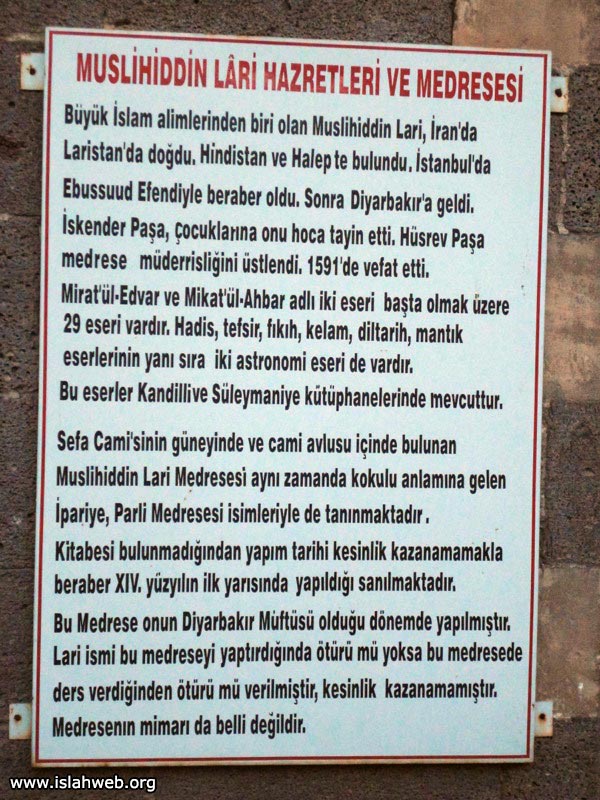 MUSLİHİDDİN LÂRİ HAZRETLERİ VE MEDRESESİ
Büyük İslam alimlerinden biri olan Muslihiddin Lari, İran'da
Laristan'da doğdu. Hindistan ve Halep'te bulundu. İstanbul'da
Ebussuud Efendiyle beraber oldu. Sonra Diyarbakır'a geldi.
İskender Paşa, çocuklarına onu hoca tayin etti. Hüsrev Paşa
medrese müderrisliğini üstlendi. 1591'de vefat etti.
Mirat'ül-Edvar ve Mikat'ül-Ahbar adlı iki eseri başta olmak üzere
29 eseri vardır. Hadis, tefsir, fıkıh, kelam, diltarih, mantık
eserlerinin yanı sıra iki astronomi eseri de vardır.
Bu eserler Kandillive Süleymaniye kütüphanelerinde mevcuttur.
Sefa Cami'sinin güneyinde ve cami avlusu içinde bulunan
Muslihiddin Lari Medresesi aynı zamanda kokulu anlamına gelen
İpariye, Parli Medresesi isimleriyle de tanınmaktadır.
Kitabesi bulunmadığından yapım tarihi kesinlik kazanamamakla
beraber XIV. yüzyılın ilk yarısında yapıldığı sanılmaktadır.
Bu Medrese onun Diyarbakır Müftüsü olduğu dönemde yapılmıştır.
Lari ismi bu medreseyi yaptırdığında ötürü mü yoksa bu medresede
ders verdiğinden ötürü mü verilmiştir, kesinlik kazanamamıştır.
Medresenın mimarı da belli değildir.
www.islahweb.org